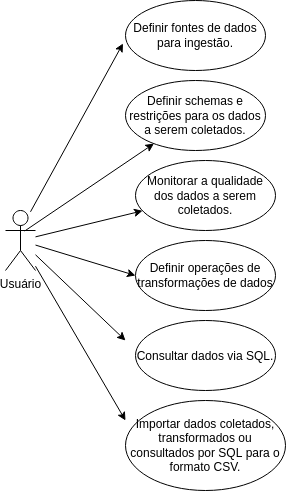 Definir fontes de dados
para ingestão.
Definir schemas e
restrições para os dados
a serem coletados.
Monitorar a qualidade
dos dados a serem
coletados.
Usuário
Definir operações de
transformações de dados
Consultar dados via SQL.
Importar dados coletados,
transformados ou
consultados por SQL para o
formato CSV.